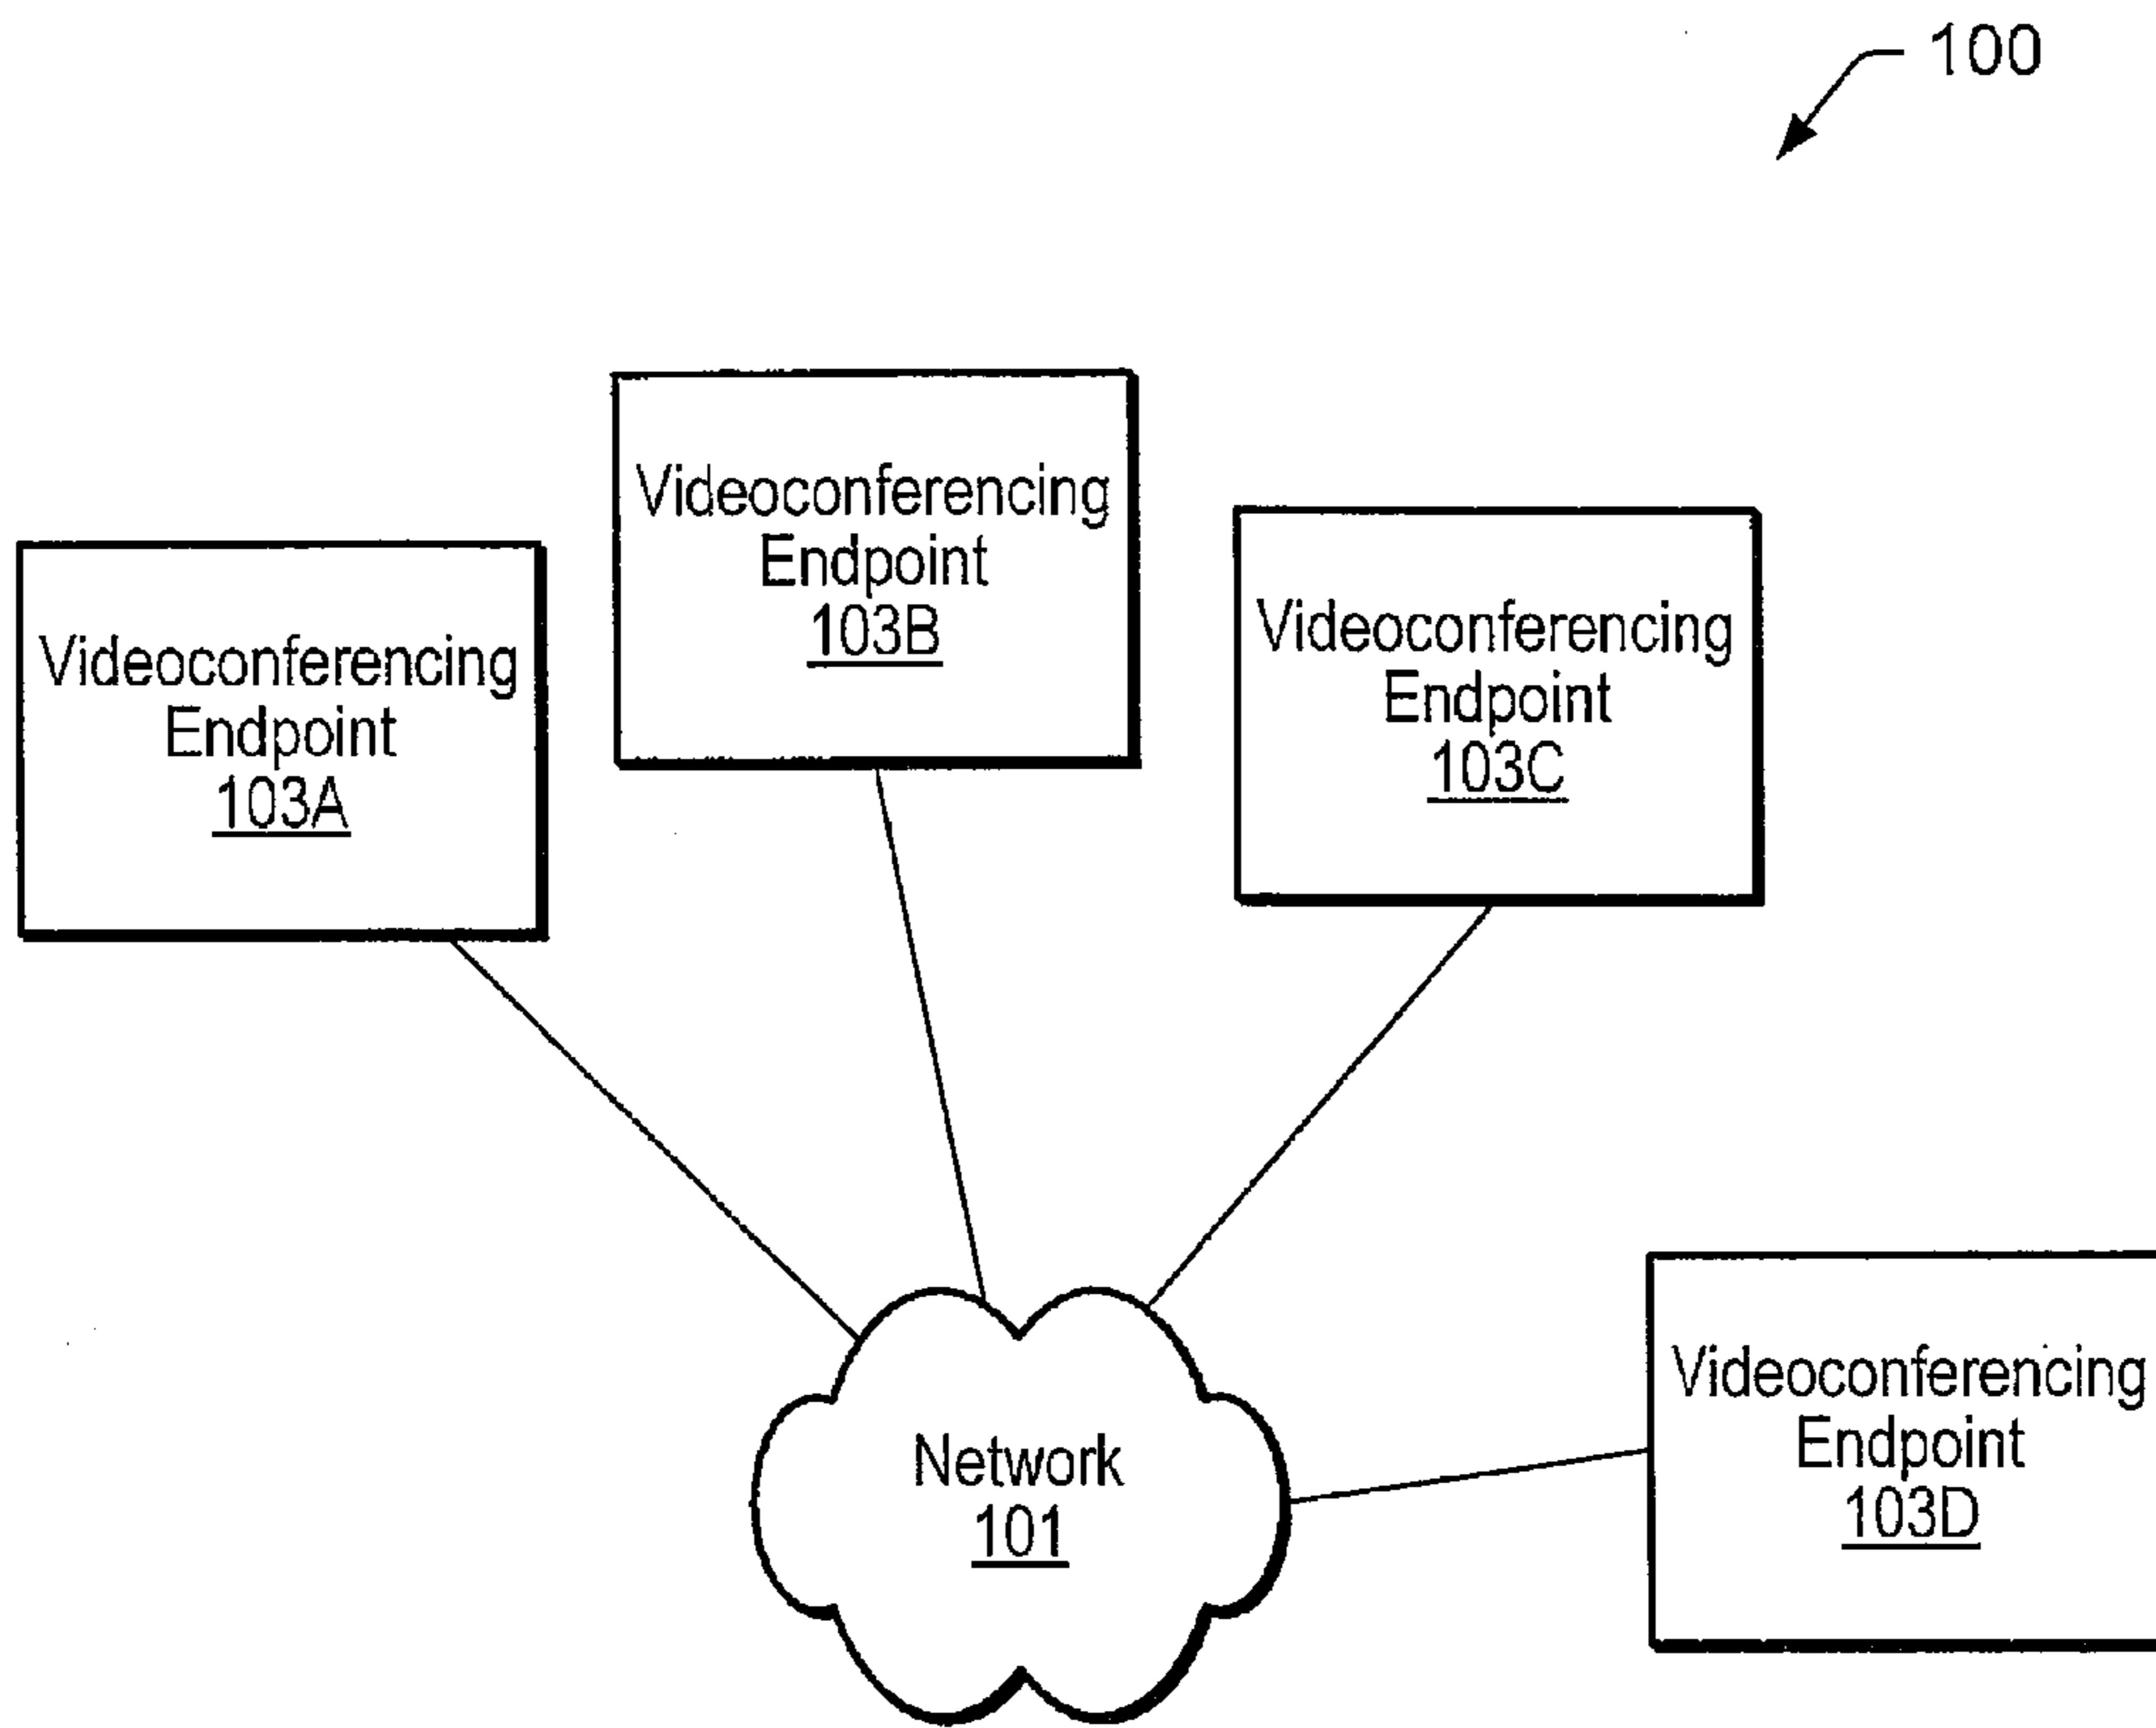 100
Videoconferencing
Endpoint
103A
Videoconferencing
Endpoint
103B
Videoconferencing
Endpoint
103C
Videoconferencing
Endpoint
103D
Network
101